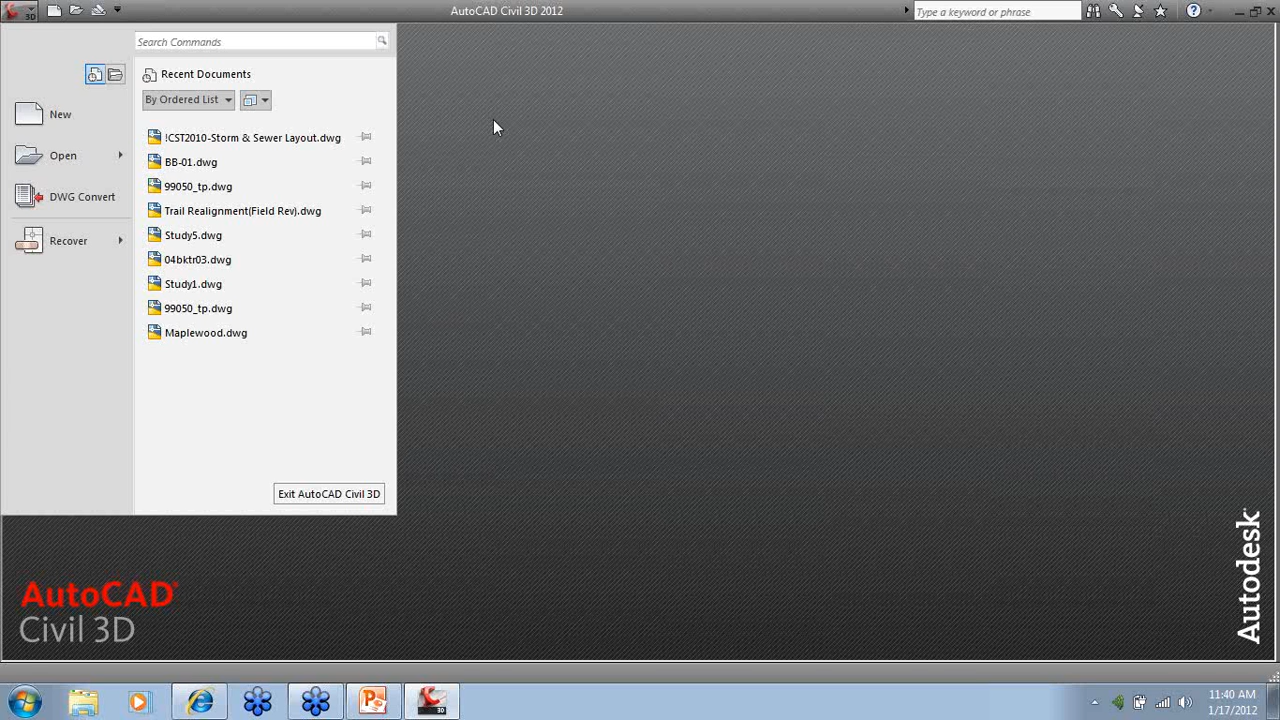 AutoCAD Civil 3D 2012
Type a keyword or phrase
Search Commands
Recent Documents
By Ordered List
New
Open
DWG Convert
Recover
!CST2010-Storm & Sewer Layout.dwg
BB-01.dwg
99050_tp.dwg
Trail Realignment(Field Rev).dwg
Study5.dwg
04bktr03.dwg
Study1.dwg
99050_tp.dwg
Maplewood.dwg
Exit AutoCAD Civil 3D
AutoCAD®
Civil 3D
Autodesk
3D
3D
11:40 AM
1/17/2012